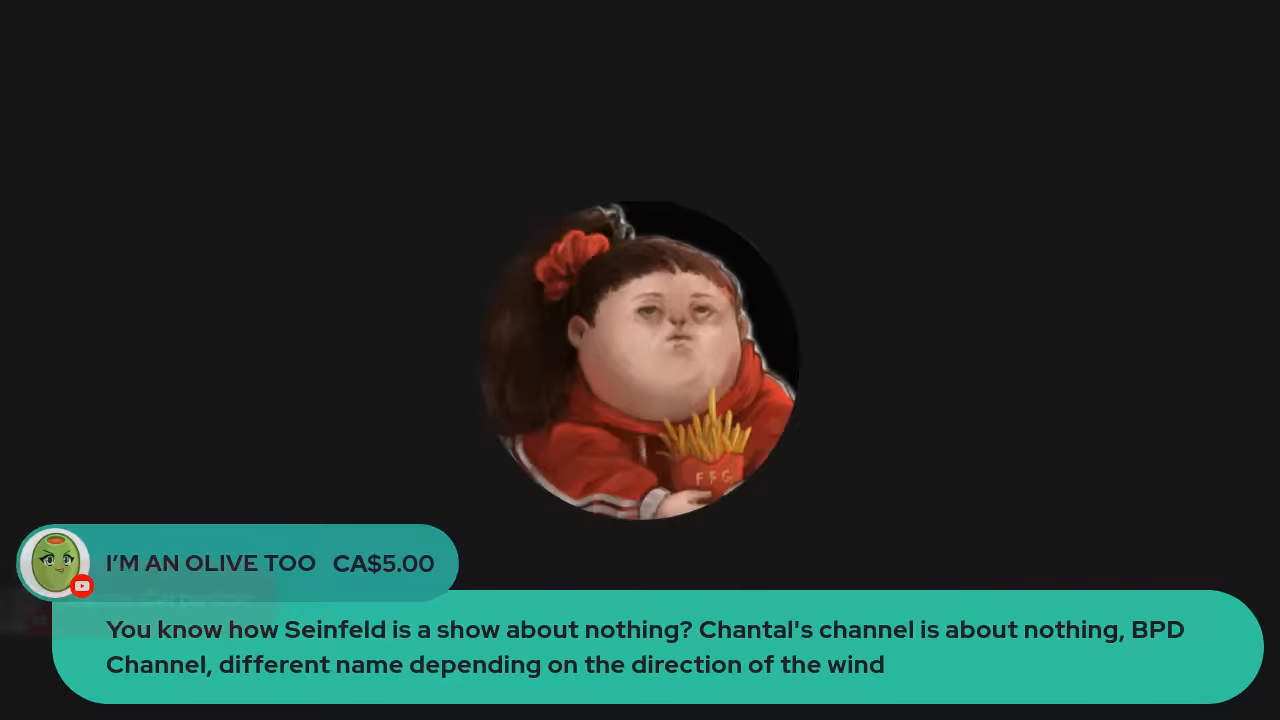 FFG
I'M AN OLIVE TOO CA$5.00
You know how Seinfeld is a show about nothing? Chantal's channel is about nothing, BPD
Channel, different name depending on the direction of the wind